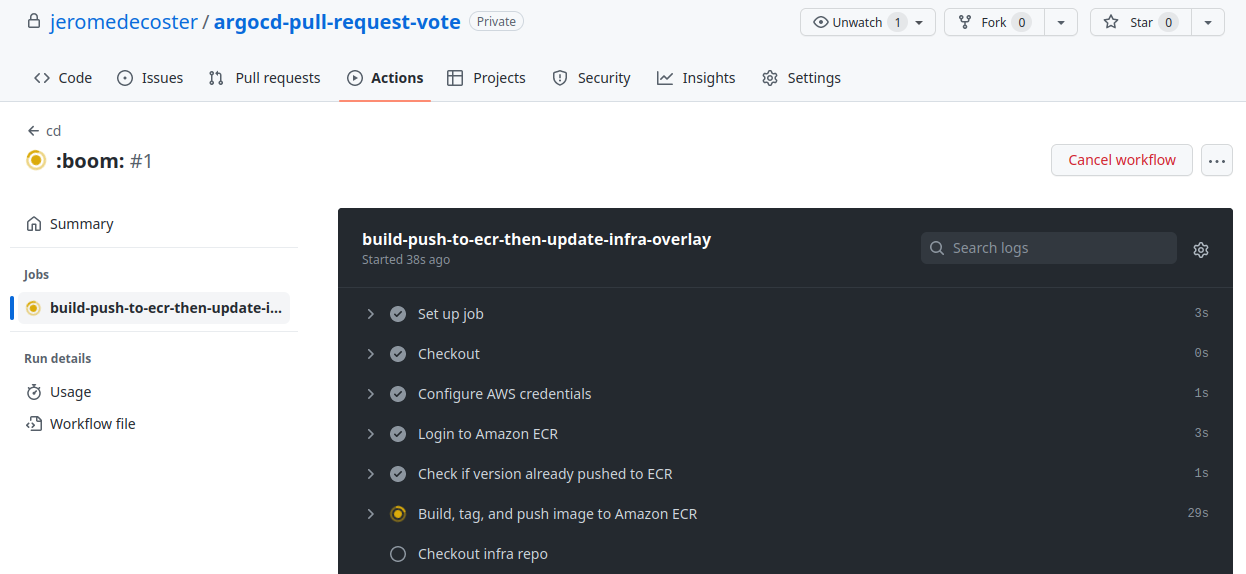 jeromedecoster / argocd-pull-request-vote Private Unwatch 1 Fork 0 Star 0
Code Issues Pull requests Actions Projects Security Insights Settings
cd
:boom: #1 Cancel workflow ...
Summary
Jobs
build-push-to-ecr-then-update-i...
Run details
Usage
Workflow file
build-push-to-ecr-then-update-infra-overlay
Started 38s ago
Search logs
Set up job 3s
Checkout 0s
Configure AWS credentials 1s
Login to Amazon ECR 3s
Check if version already pushed to ECR 1s
Build, tag, and push image to Amazon ECR 29s
Checkout infra repo